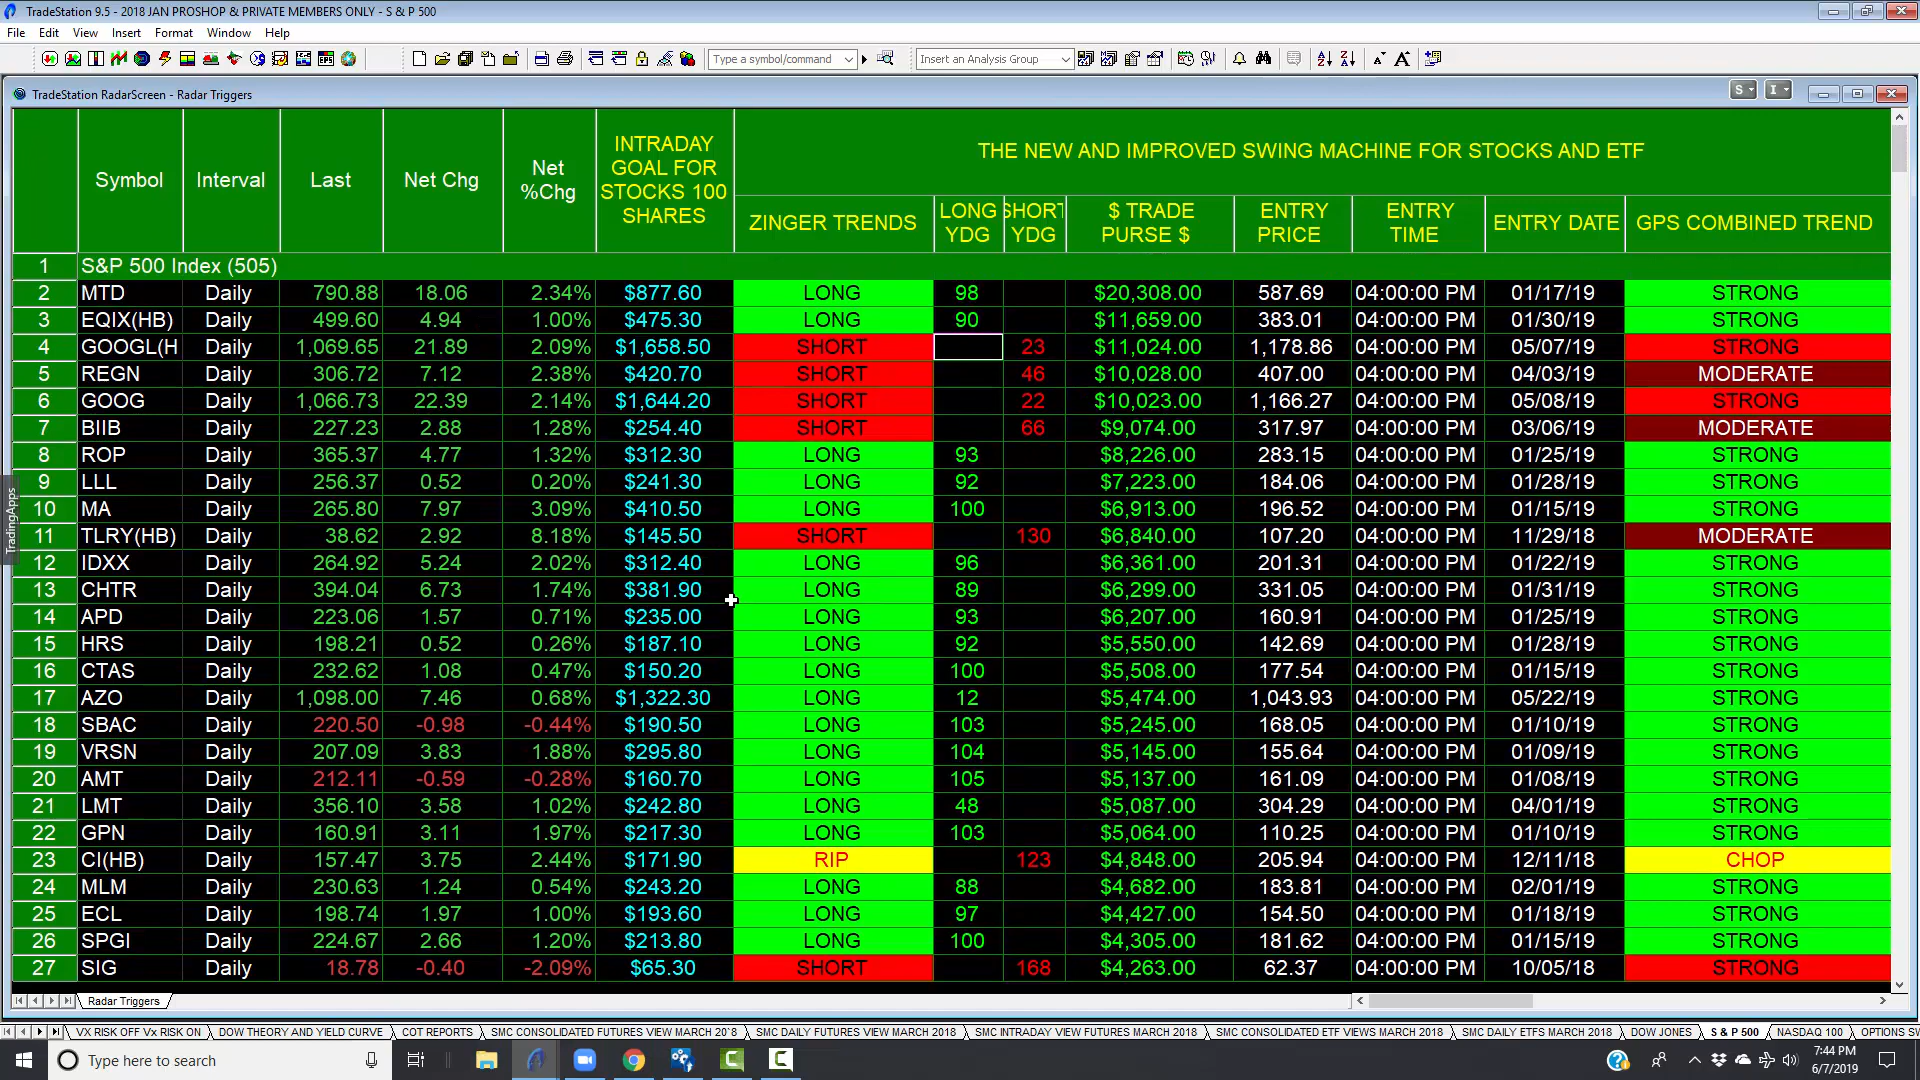 TradeStation 9.5 - 2018 JAN PROSHOP & PRIVATE MEMBERS ONLY - S & P 500
File Edit View Insert Format Window Help
Type a symbol/command
Insert an Analysis Group
TradeStation RadarScreen - Radar Triggers
S I
Symbol Interval Last Net Chg Net %Chg INTRADAY GOAL FOR STOCKS 100 SHARES THE NEW AND IMPROVED SWING MACHINE FOR STOCKS AND ETF
ZINGER TRENDS LONG YDG SHORT YDG $ TRADE PURSE $ ENTRY PRICE ENTRY TIME ENTRY DATE GPS COMBINED TREND
1 S&P 500 Index (505)
2 MTD Daily 790.88 18.06 2.34% $877.60 LONG 98 $20,308.00 587.69 04:00:00 PM 01/17/19 STRONG
3 EQIX(HB) Daily 499.60 4.94 1.00% $475.30 LONG 90 $11,659.00 383.01 04:00:00 PM 01/30/19 STRONG
4 GOOGL(H Daily 1,069.65 21.89 2.09% $1,658.50 SHORT 23 $11,024.00 1,178.86 04:00:00 PM 05/07/19 STRONG
5 REGN Daily 306.72 7.12 2.38% $420.70 SHORT 46 $10,028.00 407.00 04:00:00 PM 04/03/19 MODERATE
6 GOOG Daily 1,066.73 22.39 2.14% $1,644.20 SHORT 22 $10,023.00 1,166.27 04:00:00 PM 05/08/19 STRONG
7 BIIB Daily 227.23 2.88 1.28% $254.40 SHORT 66 $9,074.00 317.97 04:00:00 PM 03/06/19 MODERATE
8 ROP Daily 365.37 4.77 1.32% $312.30 LONG 93 $8,226.00 283.15 04:00:00 PM 01/25/19 STRONG
9 LLL Daily 256.37 0.52 0.20% $241.30 LONG 92 $7,223.00 184.06 04:00:00 PM 01/28/19 STRONG
10 MA Daily 265.80 7.97 3.09% $410.50 LONG 100 $6,913.00 196.52 04:00:00 PM 01/15/19 STRONG
11 TLRY(HB) Daily 38.62 2.92 8.18% $145.50 SHORT 130 $6,840.00 107.20 04:00:00 PM 11/29/18 MODERATE
12 IDXX Daily 264.92 5.24 2.02% $312.40 LONG 96 $6,361.00 201.31 04:00:00 PM 01/22/19 STRONG
13 CHTR Daily 394.04 6.73 1.74% $381.90 LONG 89 $6,299.00 331.05 04:00:00 PM 01/31/19 STRONG
14 APD Daily 223.06 1.57 0.71% $235.00 LONG 93 $6,207.00 160.91 04:00:00 PM 01/25/19 STRONG
15 HRS Daily 198.21 0.52 0.26% $187.10 LONG 92 $5,550.00 142.69 04:00:00 PM 01/28/19 STRONG
16 CTAS Daily 232.62 1.08 0.47% $150.20 LONG 100 $5,508.00 177.54 04:00:00 PM 01/15/19 STRONG
17 AZO Daily 1,098.00 7.46 0.68% $1,322.30 LONG 12 $5,474.00 1,043.93 04:00:00 PM 05/22/19 STRONG
18 SBAC Daily 220.50 -0.98 -0.44% $190.50 LONG 103 $5,245.00 168.05 04:00:00 PM 01/10/19 STRONG
19 VRSN Daily 207.09 3.83 1.88% $295.80 LONG 104 $5,145.00 155.64 04:00:00 PM 01/09/19 STRONG
20 AMT Daily 212.11 -0.59 -0.28% $160.70 LONG 105 $5,137.00 161.09 04:00:00 PM 01/08/19 STRONG
21 LMT Daily 356.10 3.58 1.02% $242.80 LONG 48 $5,087.00 304.29 04:00:00 PM 04/01/19 STRONG
22 GPN Daily 160.91 3.11 1.97% $217.30 LONG 103 $5,064.00 110.25 04:00:00 PM 01/10/19 STRONG
23 CI(HB) Daily 157.47 3.75 2.44% $171.90 RIP 123 $4,848.00 205.94 04:00:00 PM 12/11/18 CHOP
24 MLM Daily 230.63 1.24 0.54% $243.20 LONG 88 $4,682.00 183.81 04:00:00 PM 02/01/19 STRONG
25 ECL Daily 198.74 1.97 1.00% $193.60 LONG 97 $4,427.00 154.50 04:00:00 PM 01/18/19 STRONG
26 SPGI Daily 224.67 2.66 1.20% $213.80 LONG 100 $4,305.00 181.62 04:00:00 PM 01/15/19 STRONG
27 SIG Daily 18.78 -0.40 -2.09% $65.30 SHORT 168 $4,263.00 62.37 04:00:00 PM 10/05/18 STRONG
TradingApps
Radar Triggers
VX RISK OFF Vx RISK ON DOW THEORY AND YIELD CURVE COT REPORTS SMC CONSOLIDATED FUTURES VIEW MARCH 20'8 SMC DAILY FUTURES VIEW MARCH 2018 SMC INTRADAY VIEW FUTURES MARCH 2018 SMC CONSOLIDATED ETF VIEWS MARCH 2018 SMC DAILY ETFS MARCH 2018 DOW JONES S & P 500 NASDAQ 100 OPTIONS SW
Type here to search
7:44 PM
6/7/2019